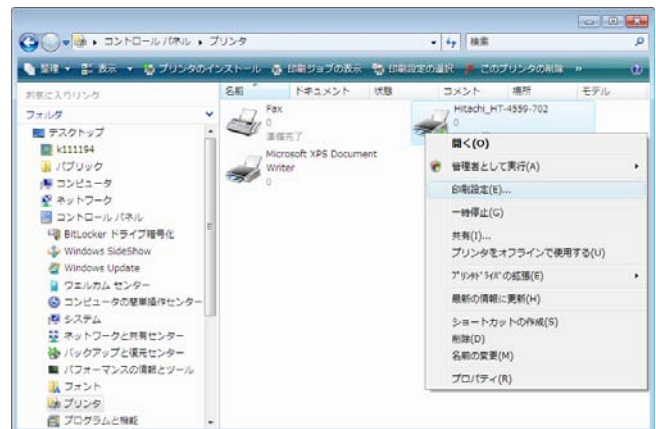 コントロール パネル ▸ プリンタ
検索
整理 表示 プリンタのインストール 印刷ジョブの表示 印刷設定の選択 このプリンタの削除 »
お気に入りリンク
フォルダ
デスクトップ
k111194
パブリック
コンピュータ
ネットワーク
コントロール パネル
BitLocker ドライブ暗号化
Windows SideShow
Windows Update
ウェルカム センター
コンピュータの簡単操作センター
システム
ネットワークと共有センター
バックアップと復元センター
パフォーマンスの情報とツール
フォント
プリンタ
プログラムと機能
名前 ドキュメント 状態 コメント 場所 モデル
Fax
0
準備完了
Microsoft XPS Document
Writer
0
Hitachi_HT-4559-702
0
開く(O)
管理者として実行(A)
印刷設定(E)...
一時停止(G)
共有(I)...
プリンタをオフラインで使用する(U)
プリンタドライバの拡張(E)
最新の情報に更新(H)
ショートカットの作成(S)
削除(D)
名前の変更(M)
プロパティ(R)